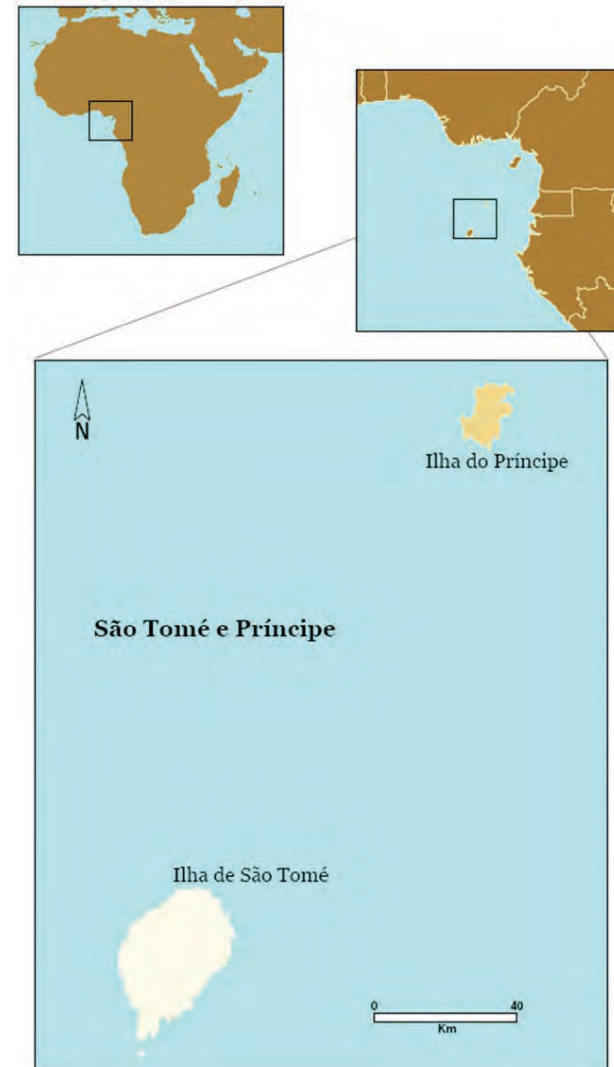 N
Ilha do Príncipe
São Tomé e Príncipe
Ilha de São Tomé
0 40
Km